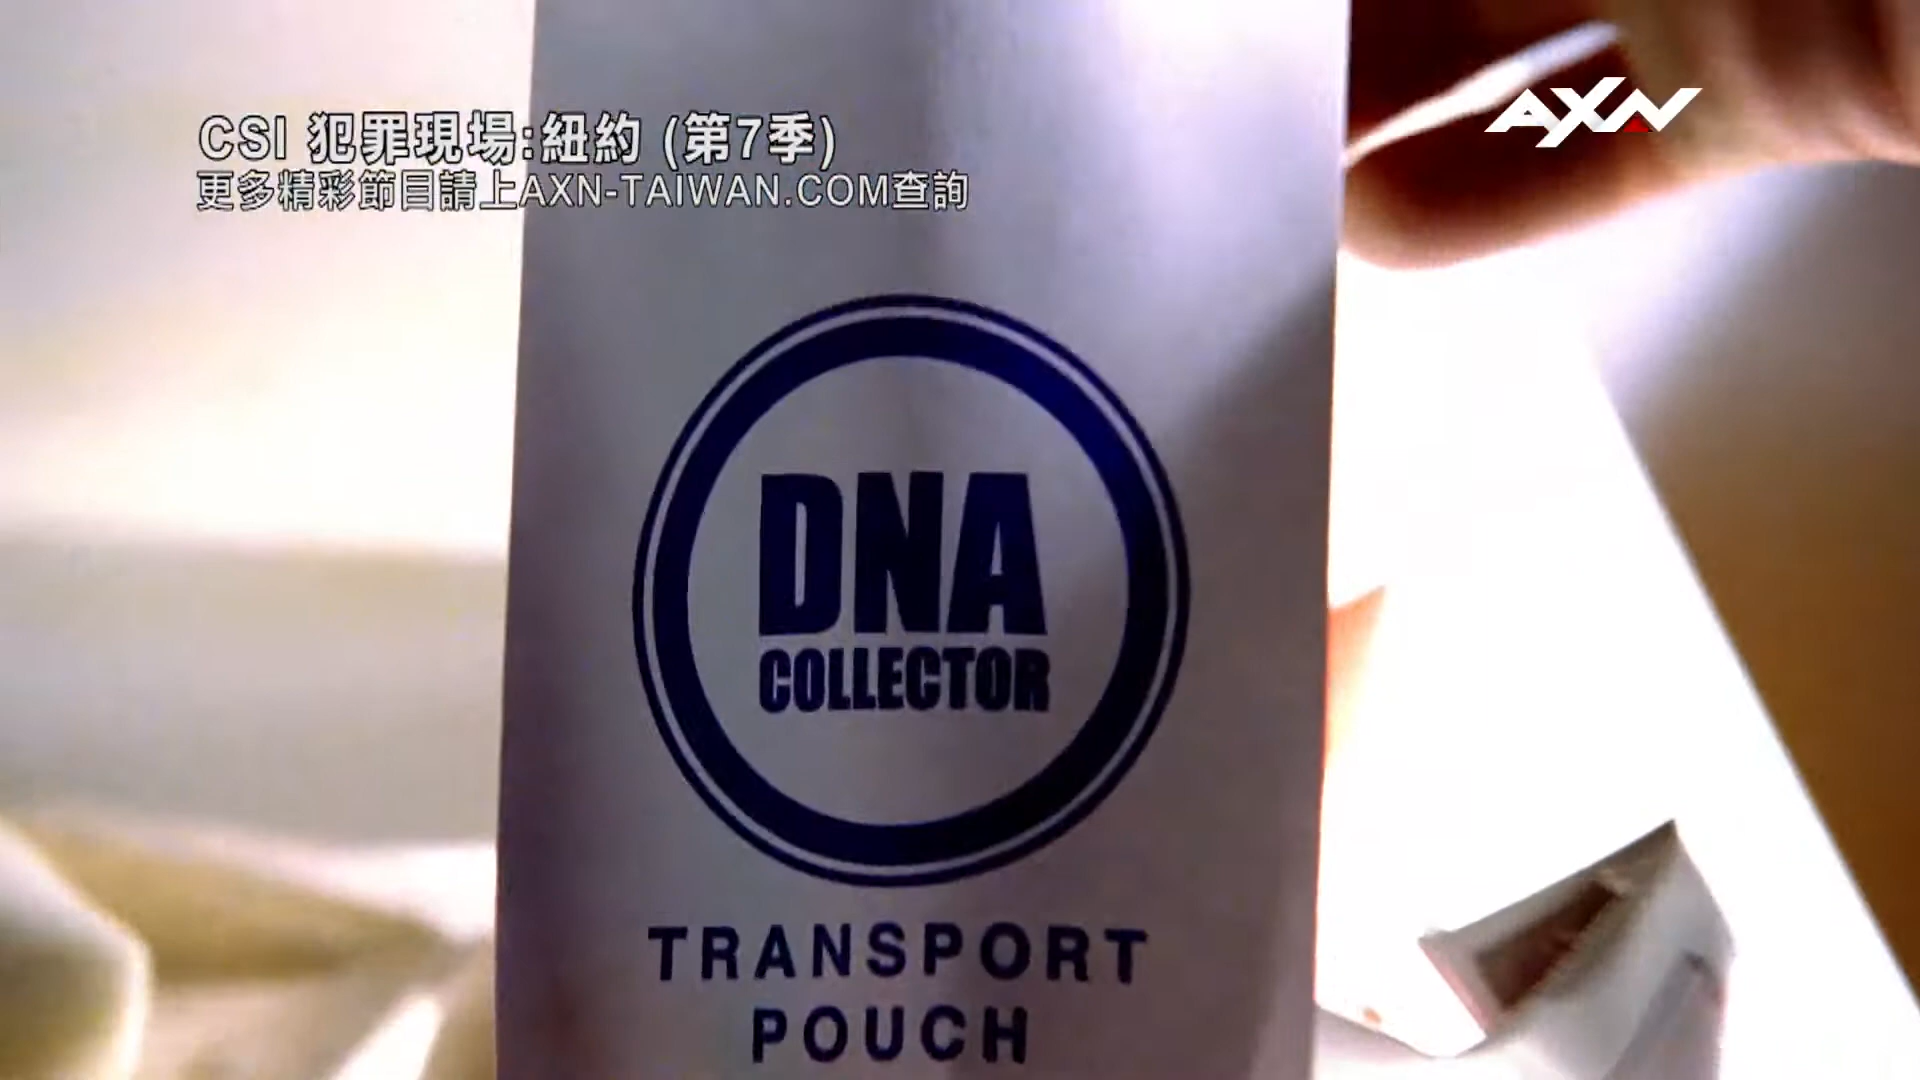 CSI 犯罪現場:紐約 (第7季)
更多精彩節目請上AXN-TAIWAN.COM查詢
AXN
DNA
COLLECTOR
TRANSPORT
POUCH